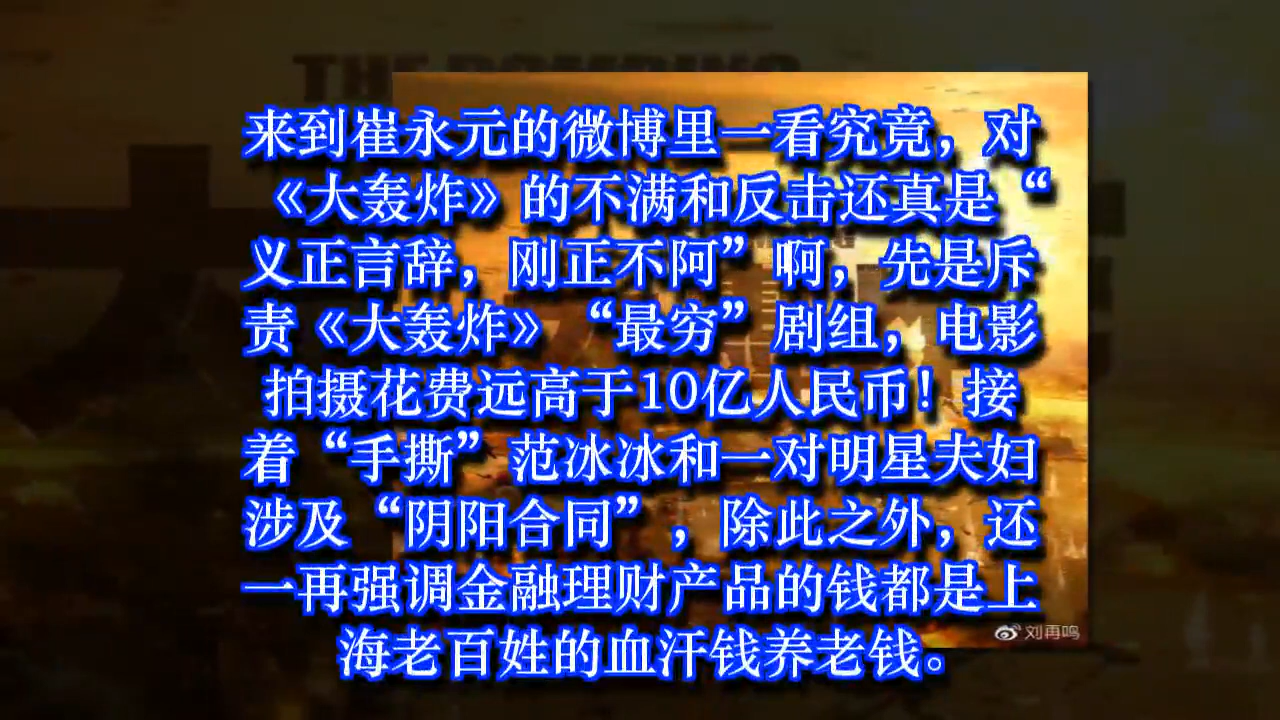 THE BOMBING
来到崔永元的微博里一看究竟，对
《大轰炸》的不满和反击还真是“
义正言辞，刚正不阿”啊，先是斥
责《大轰炸》“最穷”剧组，电影
拍摄花费远高于10亿人民币！接
着“手撕”范冰冰和一对明星夫妇
涉及“阴阳合同”，除此之外，还
一再强调金融理财产品的钱都是上
海老百姓的血汗钱养老钱。
刘再鸣